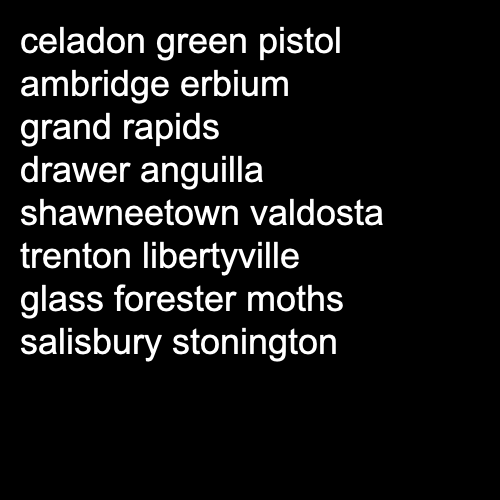 celadon green pistol
ambridge erbium
grand rapids
drawer anguilla
shawneetown valdosta
trenton libertyville
glass forester moths
salisbury stonington